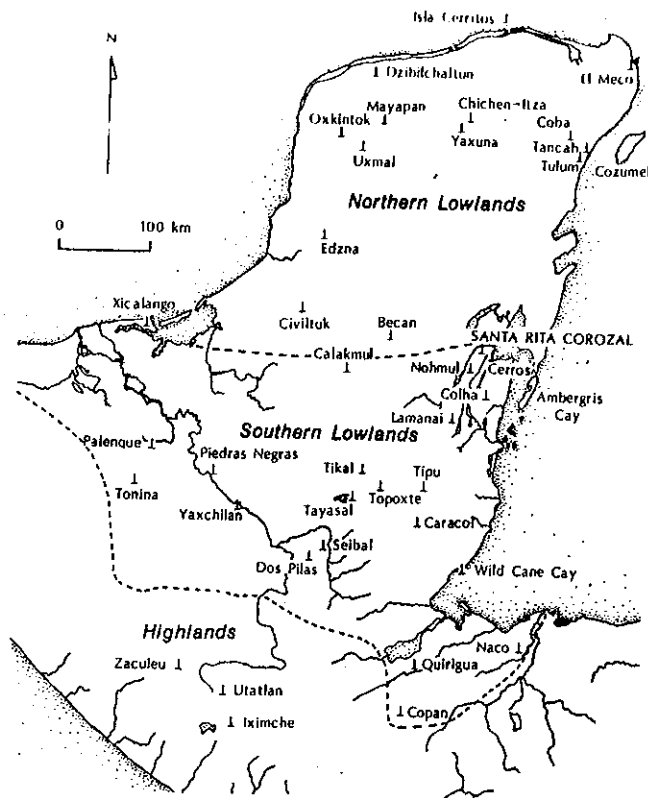 Isla Cerritos
N
Dzibilchaltun
El Meco
Mayapan
Chichen-Itza
Oxkintok
Coba
Yaxuna
Tancah
Uxmal
Tulum
Cozumel
Northern Lowlands
0 100 km
Edzna
Xicalango
Civiltuk
Becan
SANTA RITA COROZAL
Calakmul
Nohmul
Cerros
Colha
Ambergris
Cay
Lamanai
Southern Lowlands
Palenque
Piedras Negras
Tikal
Tipu
Tonina
Tayasal
Topoxte
Yaxchilan
Caracol
Seibal
Dos Pilas
Wild Cane Cay
Highlands
Naco
Zaculeu
Quirigua
Utatlan
Copan
Iximche